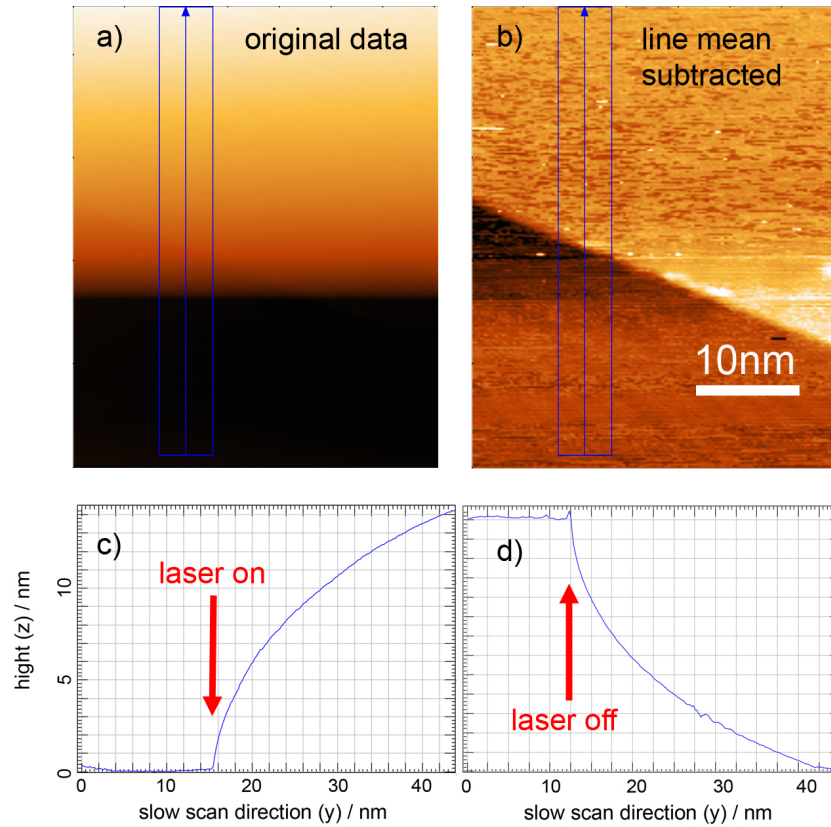 a)
original data
b)
line mean
subtracted
10nm
c)
laser on
hight (z) / nm
10
5
0
0
10
20
30
40
slow scan direction (y) / nm
d)
laser off
0
10
20
30
40
slow scan direction (y) / nm